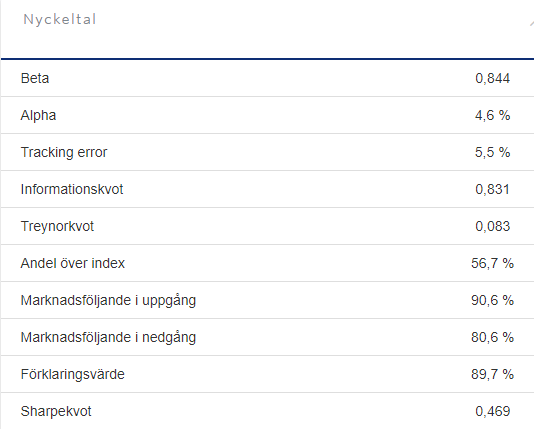 Nyckeltal
Beta 0,844
Alpha 4,6 %
Tracking error 5,5 %
Informationskvot 0,831
Treynorkvot 0,083
Andel över index 56,7 %
Marknadsföljande i uppgång 90,6 %
Marknadsföljande i nedgång 80,6 %
Förklaringsvärde 89,7 %
Sharpekvot 0,469